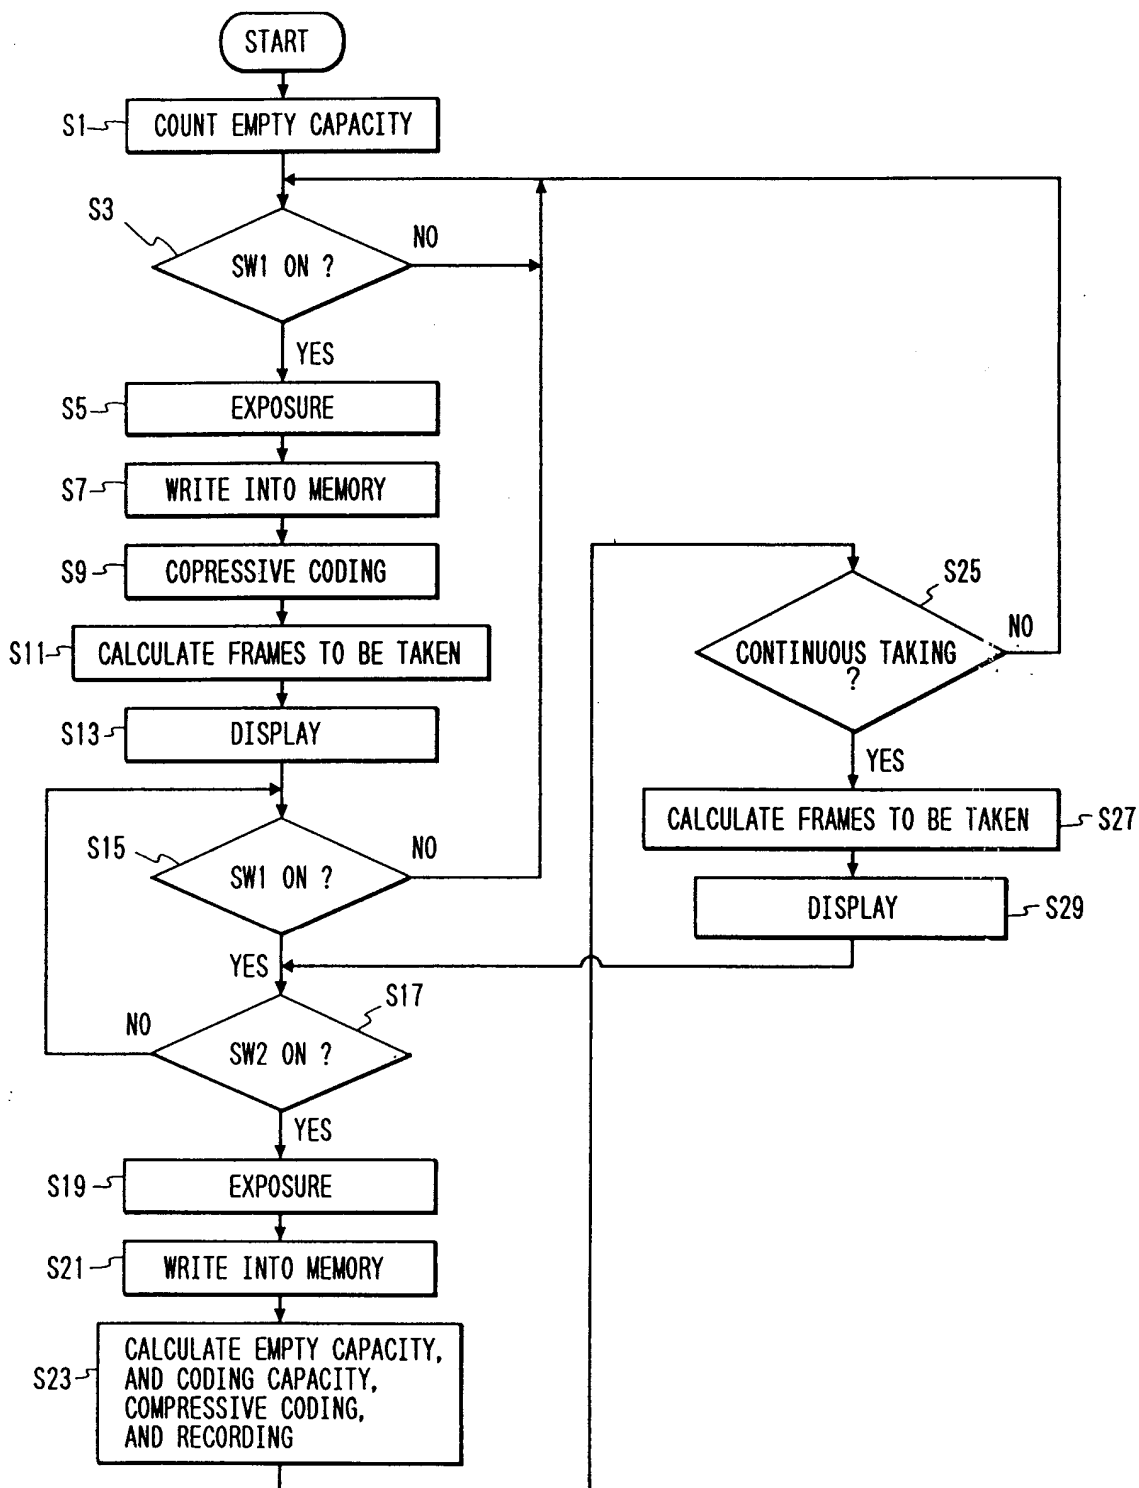 START
S1
COUNT EMPTY CAPACITY
S3
SW1 ON ?
NO
YES
S5
EXPOSURE
S7
WRITE INTO MEMORY
S9
COPRESSIVE CODING
S11
CALCULATE FRAMES TO BE TAKEN
S13
DISPLAY
S15
SW1 ON ?
NO
YES
S17
SW2 ON ?
NO
YES
S19
EXPOSURE
S21
WRITE INTO MEMORY
S23
CALCULATE EMPTY CAPACITY,
AND CODING CAPACITY,
COMPRESSIVE CODING,
AND RECORDING
S25
CONTINUOUS TAKING
?
NO
YES
CALCULATE FRAMES TO BE TAKEN
S27
DISPLAY
S29